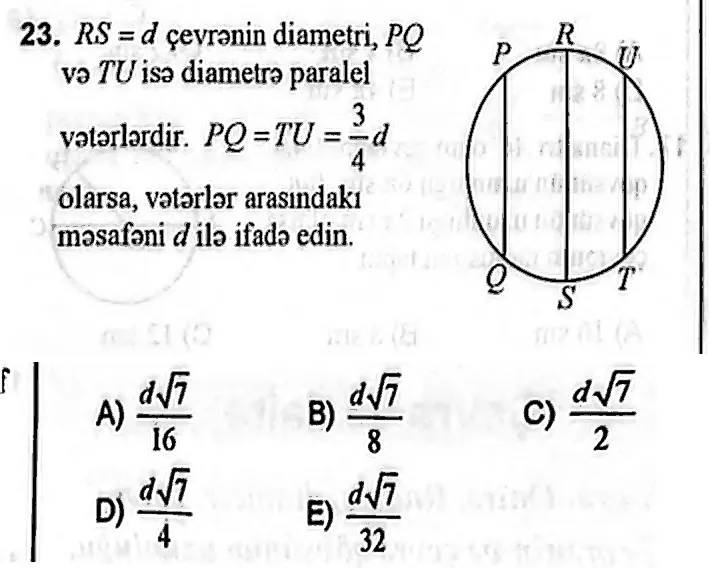 23. RS = d çevrənin diametri, PQ
və TU isə diametrə paralel
vətərlərdir. PQ = TU = 3/4 d
olarsa, vətərlər arasındakı
məsafəni d ilə ifadə edin.
P R U
Q S T
A) d√7/16 B) d√7/8 C) d√7/2
D) d√7/4 E) d√7/32